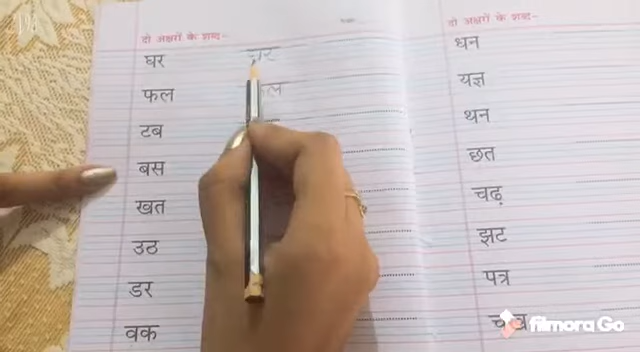 दो अक्षरों के शब्द-
घर घर
फल
टब
बस
खत
उठ
डर
वक
दो अक्षरों के शब्द-
धन
यज्ञ
थन
छत
चढ़
झट
पत्र
filmora Go